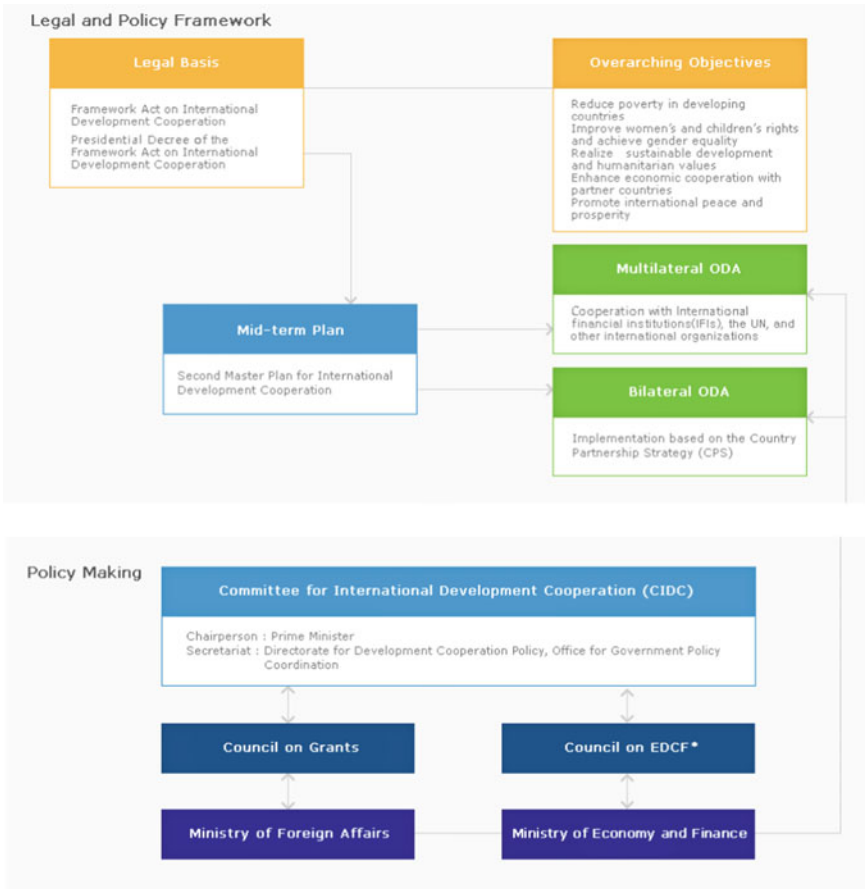 Legal and Policy Framework
Legal Basis
Framework Act on International
Development Cooperation
Presidential Decree of the
Framework Act on International
Development Cooperation
Overarching Objectives
Reduce poverty in developing
countries
Improve women's and children's rights
and achieve gender equality
Realize sustainable development
and humanitarian values
Enhance economic cooperation with
partner countries
Promote international peace and
prosperity
Multilateral ODA
Cooperation with International
financial institutions(IFIs), the UN, and
other international organizations
Mid-term Plan
Second Master Plan for International
Development Cooperation
Bilateral ODA
Implementation based on the Country
Partnership Strategy (CPS)
Policy Making
Committee for International Development Cooperation (CIDC)
Chairperson : Prime Minister
Secretariat : Directorate for Development Cooperation Policy, Office for Government Policy
Coordination
Council on Grants
Council on EDCF*
Ministry of Foreign Affairs
Ministry of Economy and Finance